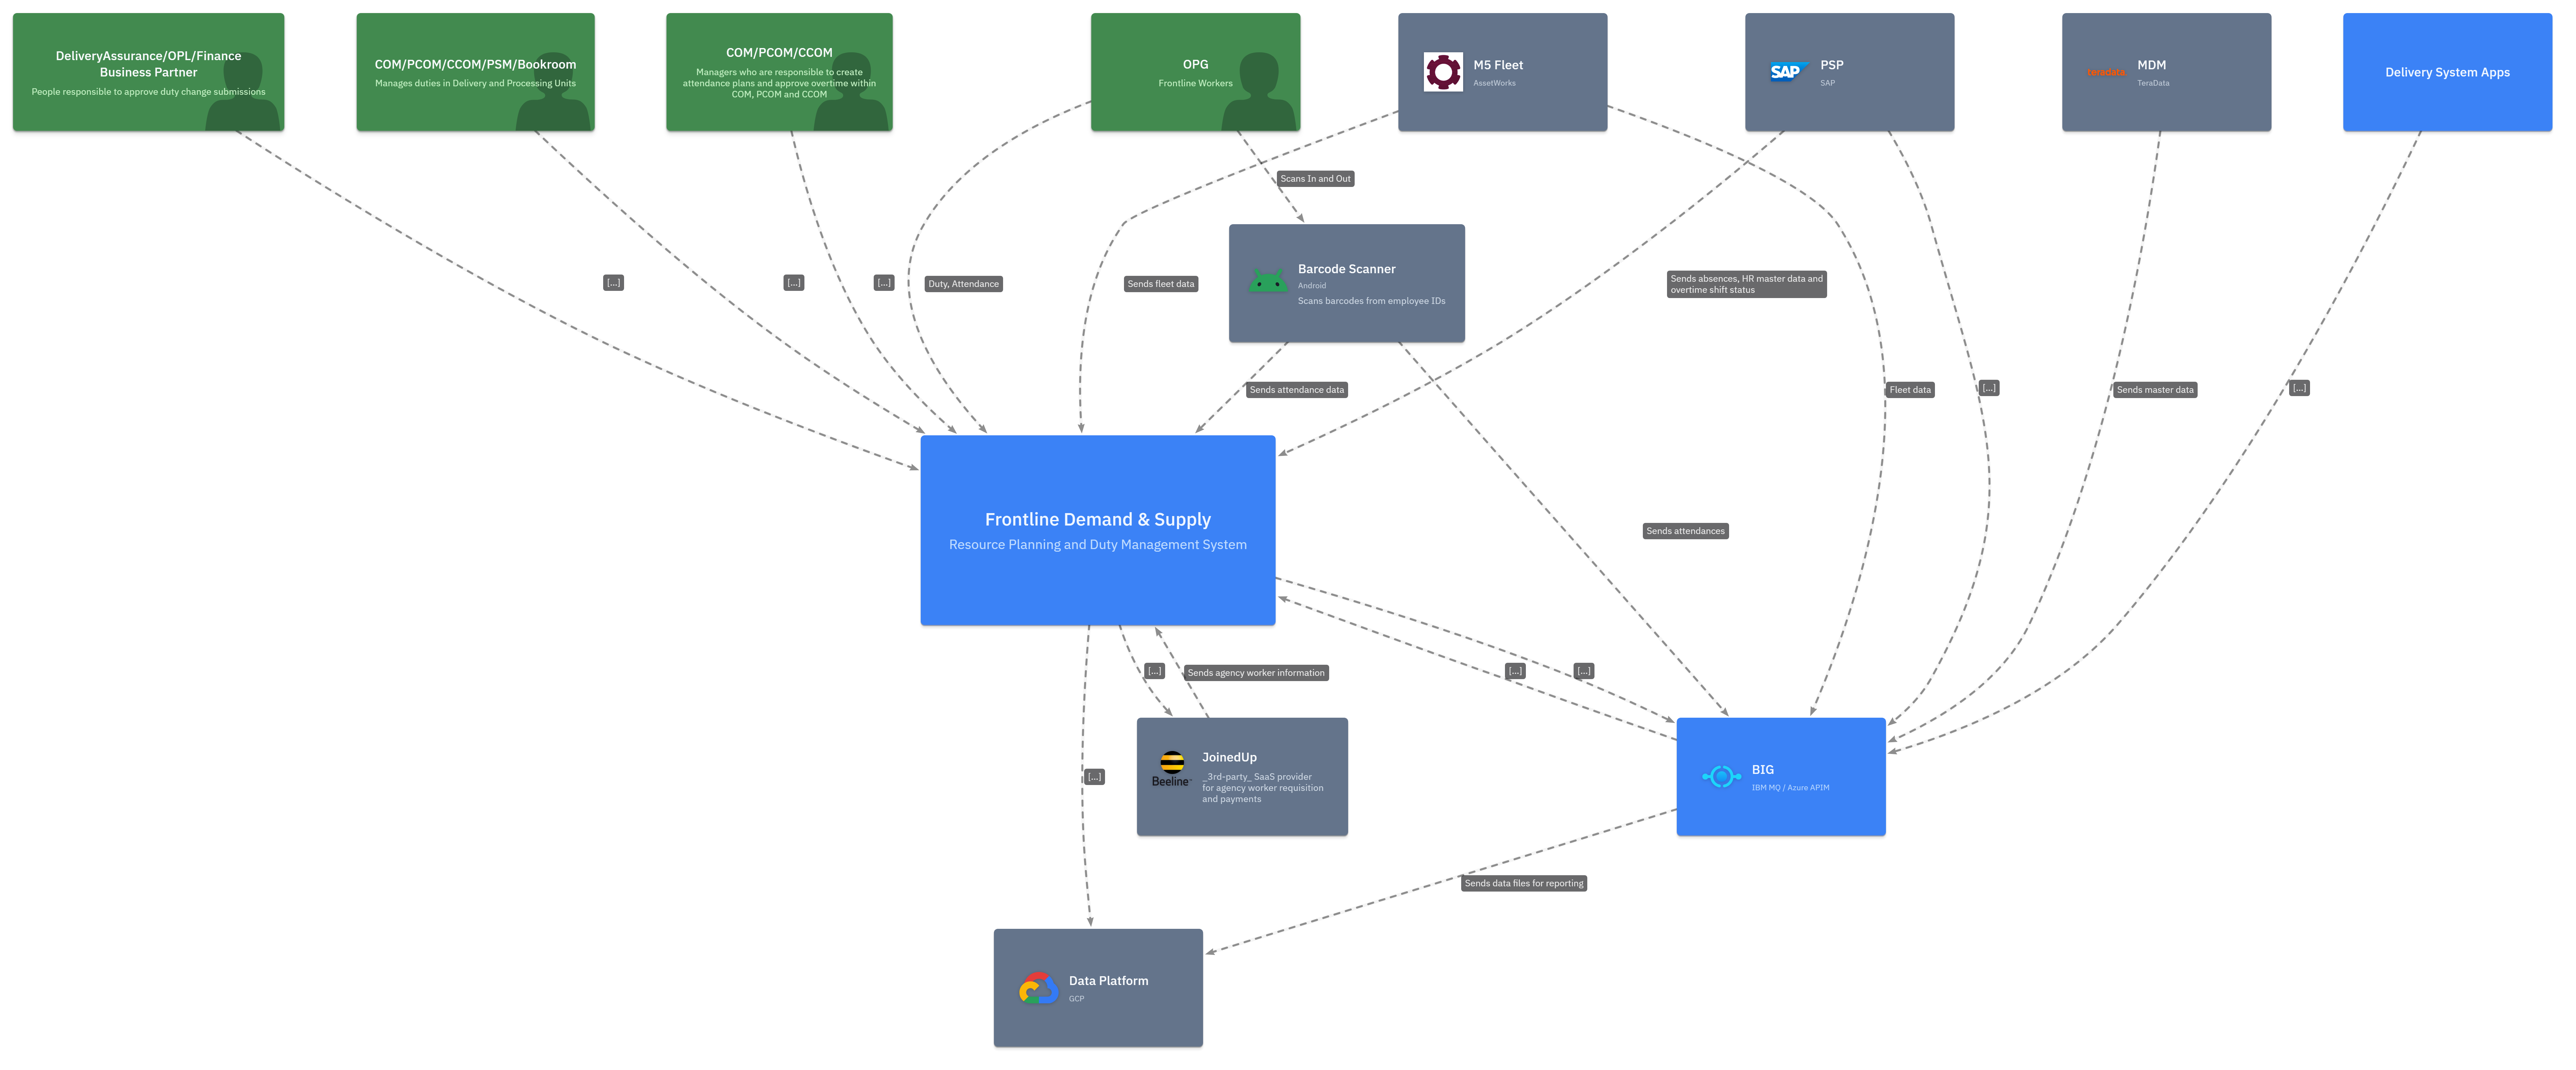 DeliveryAssurance/OPL/Finance
Business Partner
People responsible to approve duty change submissions
COM/PCOM/CCOM/PSM/Bookroom
Manages duties in Delivery and Processing Units
COM/PCOM/CCOM
Managers who are responsible to create
attendance plans and approve overtime within
COM, PCOM and CCOM
OPG
Frontline Workers
M5 Fleet
AssetWorks
SAP
PSP
SAP
teradata.
MDM
TeraData
Delivery System Apps
Scans In and Out
Barcode Scanner
Android
Scans barcodes from employee IDs
[...]
[...]
[...]
Duty, Attendance
Sends fleet data
Sends absences, HR master data and
overtime shift status
Sends attendance data
Fleet data
[...]
Sends master data
[...]
Frontline Demand & Supply
Resource Planning and Duty Management System
Sends attendances
[...]
Sends agency worker information
[...]
[...]
Beeline
JoinedUp
_3rd-party_ SaaS provider
for agency worker requisition
and payments
[...]
BIG
IBM MQ / Azure APIM
Sends data files for reporting
Data Platform
GCP